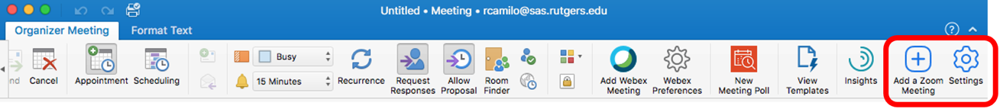 Untitled • Meeting • rcamilo@sas.rutgers.edu
Organizer Meeting
Format Text
?
nd
Cancel
Appointment
Scheduling
Busy
15 Minutes
Recurrence
Request
Responses
Allow
Proposal
Room
Finder
Add Webex
Meeting
Webex
Preferences
New
Meeting Poll
View
Templates
Insights
Add a Zoom
Meeting
Settings